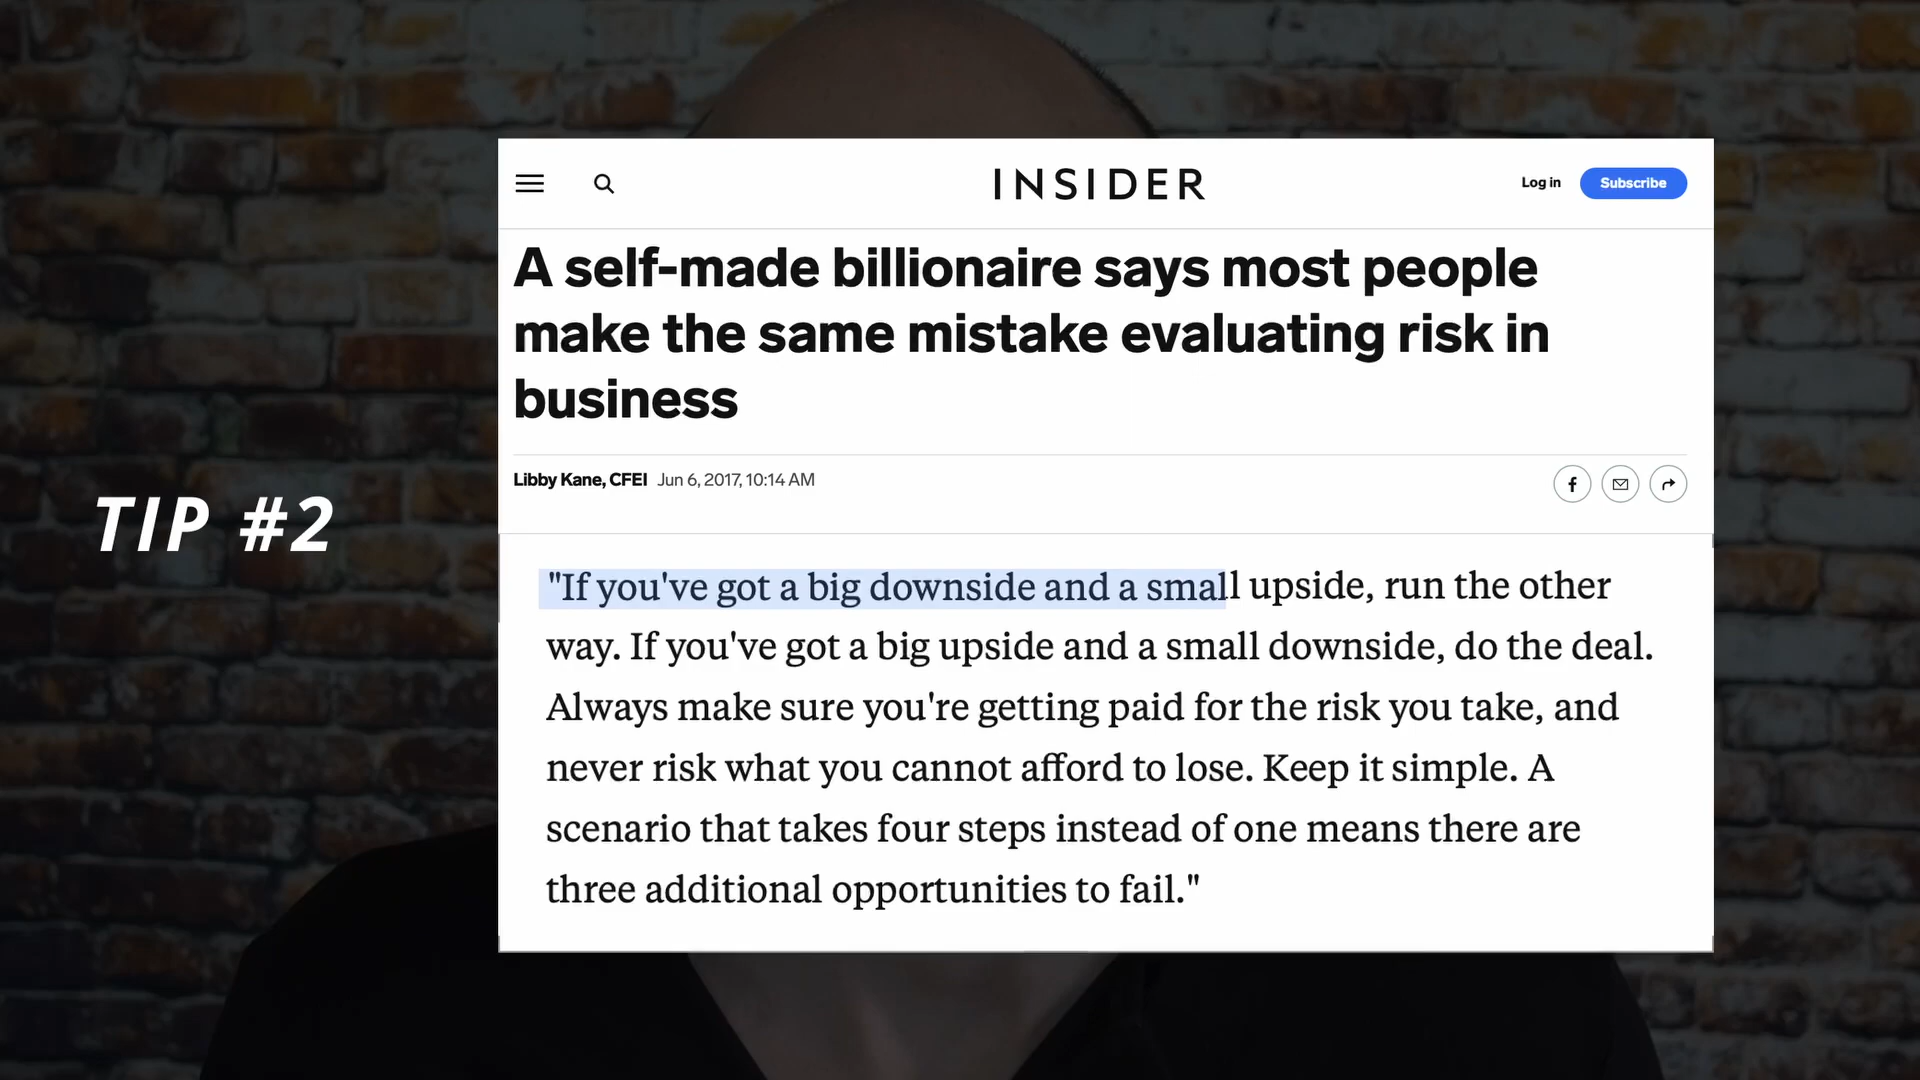 INSIDER
Log in
Subscribe
A self-made billionaire says most people
make the same mistake evaluating risk in
business
Libby Kane, CFEI Jun 6, 2017, 10:14 AM
TIP #2
"If you've got a big downside and a small upside, run the other
way. If you've got a big upside and a small downside, do the deal.
Always make sure you're getting paid for the risk you take, and
never risk what you cannot afford to lose. Keep it simple. A
scenario that takes four steps instead of one means there are
three additional opportunities to fail."